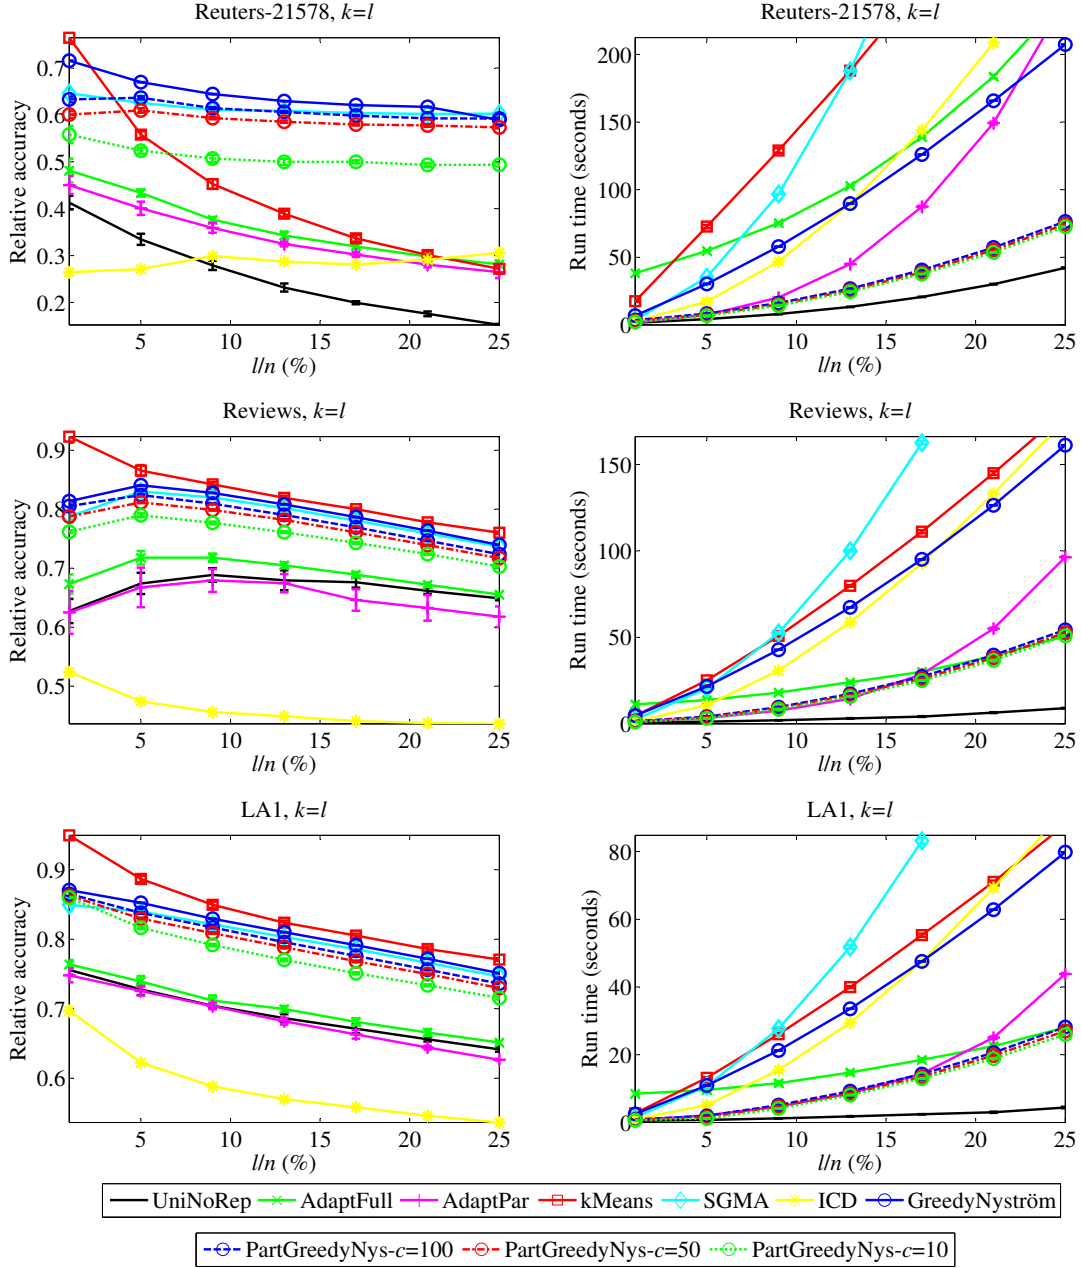 Reuters-21578, k=l
Relative accuracy
0.7
0.6
0.5
0.4
0.3
0.2
5
10
15
20
25
l/n (%)
Reuters-21578, k=l
Run time (seconds)
200
150
100
50
0
5
10
15
20
25
l/n (%)
Reviews, k=l
Relative accuracy
0.9
0.8
0.7
0.6
0.5
5
10
15
20
25
l/n (%)
Reviews, k=l
Run time (seconds)
150
100
50
0
5
10
15
20
25
l/n (%)
LA1, k=l
Relative accuracy
0.9
0.8
0.7
0.6
5
10
15
20
25
l/n (%)
LA1, k=l
Run time (seconds)
80
60
40
20
0
5
10
15
20
25
l/n (%)
UniNoRep AdaptFull AdaptPar kMeans SGMA ICD GreedyNyström
PartGreedyNys-c=100 PartGreedyNys-c=50 PartGreedyNys-c=10